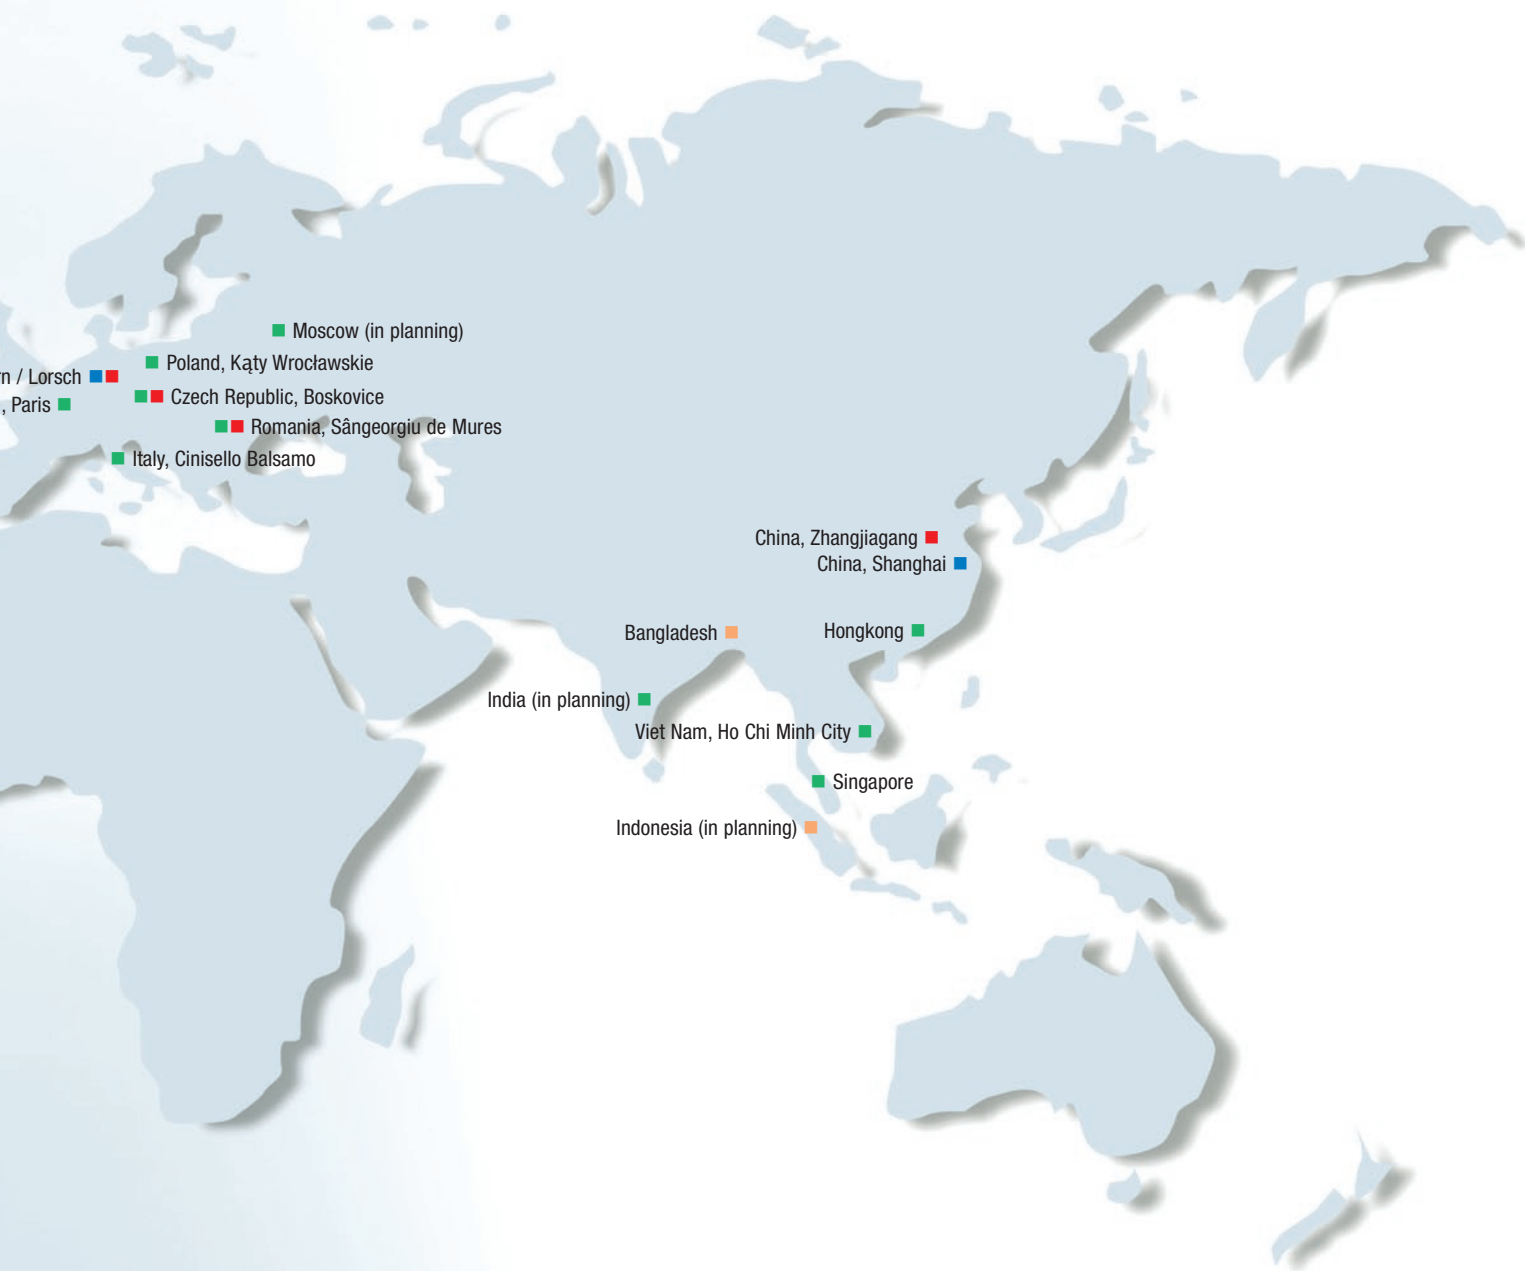 Moscow (in planning)
Poland, Kąty Wrocławskie
/ Lorsch
Czech Republic, Boskovice
, Paris
Romania, Sângeorgiu de Mures
Italy, Cinisello Balsamo
China, Zhangjiagang
China, Shanghai
Bangladesh
Hongkong
India (in planning)
Viet Nam, Ho Chi Minh City
Singapore
Indonesia (in planning)